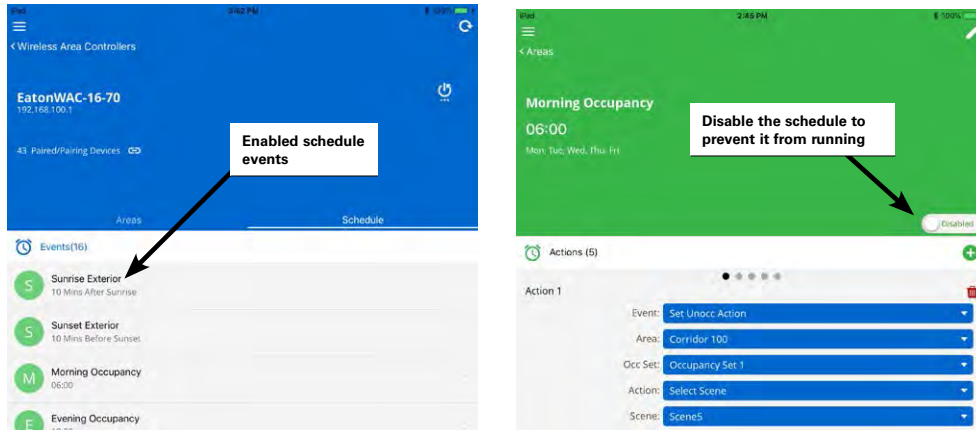 iPad
3:52 PM
100%
< Wireless Area Controllers
EatonWAC-16-70
192.168.100.1
43 Paired/Pairing Devices
Enabled schedule
events
Areas
Schedule
Events(16)
S
Sunrise Exterior
10 Mins After Sunrise
S
Sunset Exterior
10 Mins Before Sunset
M
Morning Occupancy
06:00
E
Evening Occupancy
iPad
2:45 PM
100%
< Areas
Morning Occupancy
06:00
Mon, Tue, Wed, Thu, Fri
Disable the schedule to
prevent it from running
Disabled
Actions (5)
Action 1
Event: Set Unocc Action
Area: Corridor 100
Occ Set: Occupancy Set 1
Action: Select Scene
Scene: Scene5